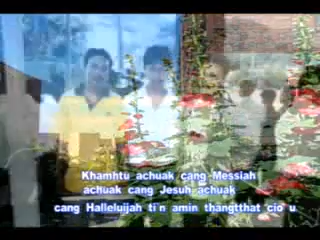 Khamhtu achuak cang Messiah
achuak cang Jesuh achuak
cang Halleluijah ti'n amin thangtthat cio u